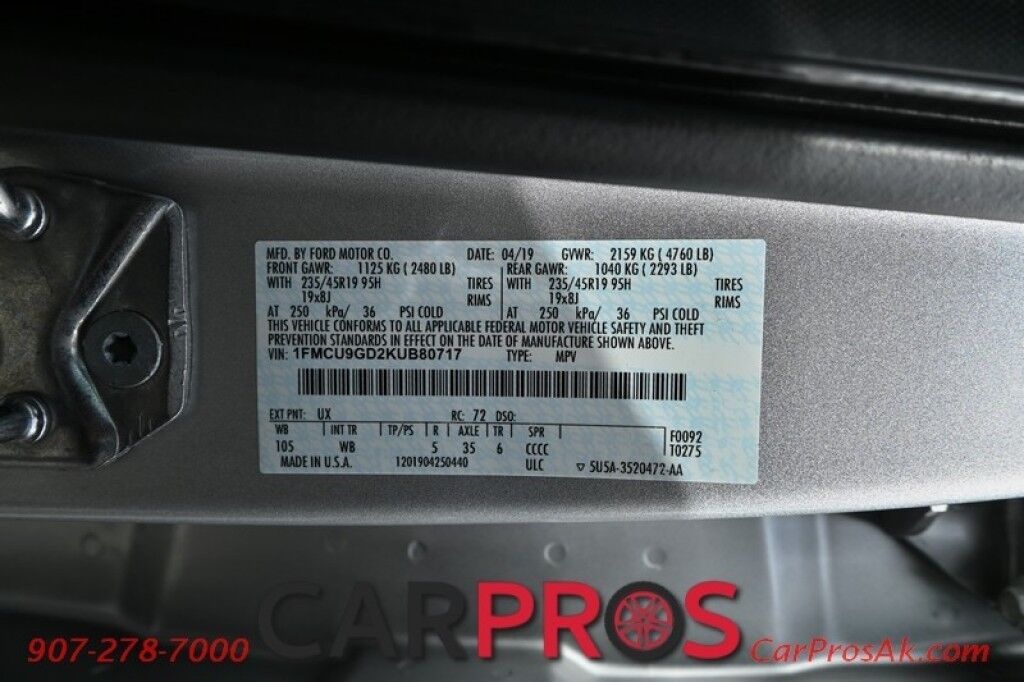 MFD. BY FORD MOTOR CO. DATE: 04/19 GVWR: 2159 KG ( 4760 LB)
FRONT GAWR: 1125 KG ( 2480 LB) REAR GAWR: 1040 KG ( 2293 LB)
WITH 235/45R19 95H TIRES WITH 235/45R19 95H TIRES
19x8J RIMS 19x8J RIMS
AT 250 kPa/ 36 PSI COLD AT 250 kPa/ 36 PSI COLD
THIS VEHICLE CONFORMS TO ALL APPLICABLE FEDERAL MOTOR VEHICLE SAFETY AND THEFT
PREVENTION STANDARDS IN EFFECT ON THE DATE OF MANUFACTURE SHOWN ABOVE.
VIN: 1FMCU9GD2KUB80717 TYPE: MPV
EXT PNT: UX RC: 72 DSO:
WB INT TR TP/PS R AXLE TR SPR F0092
105 WB 5 35 6 CCCC T0275
MADE IN U.S.A. 1201904250440 ULC ▽ 5U5A-3520472-AA
CARPROS
907-278-7000 CarProsAk.com